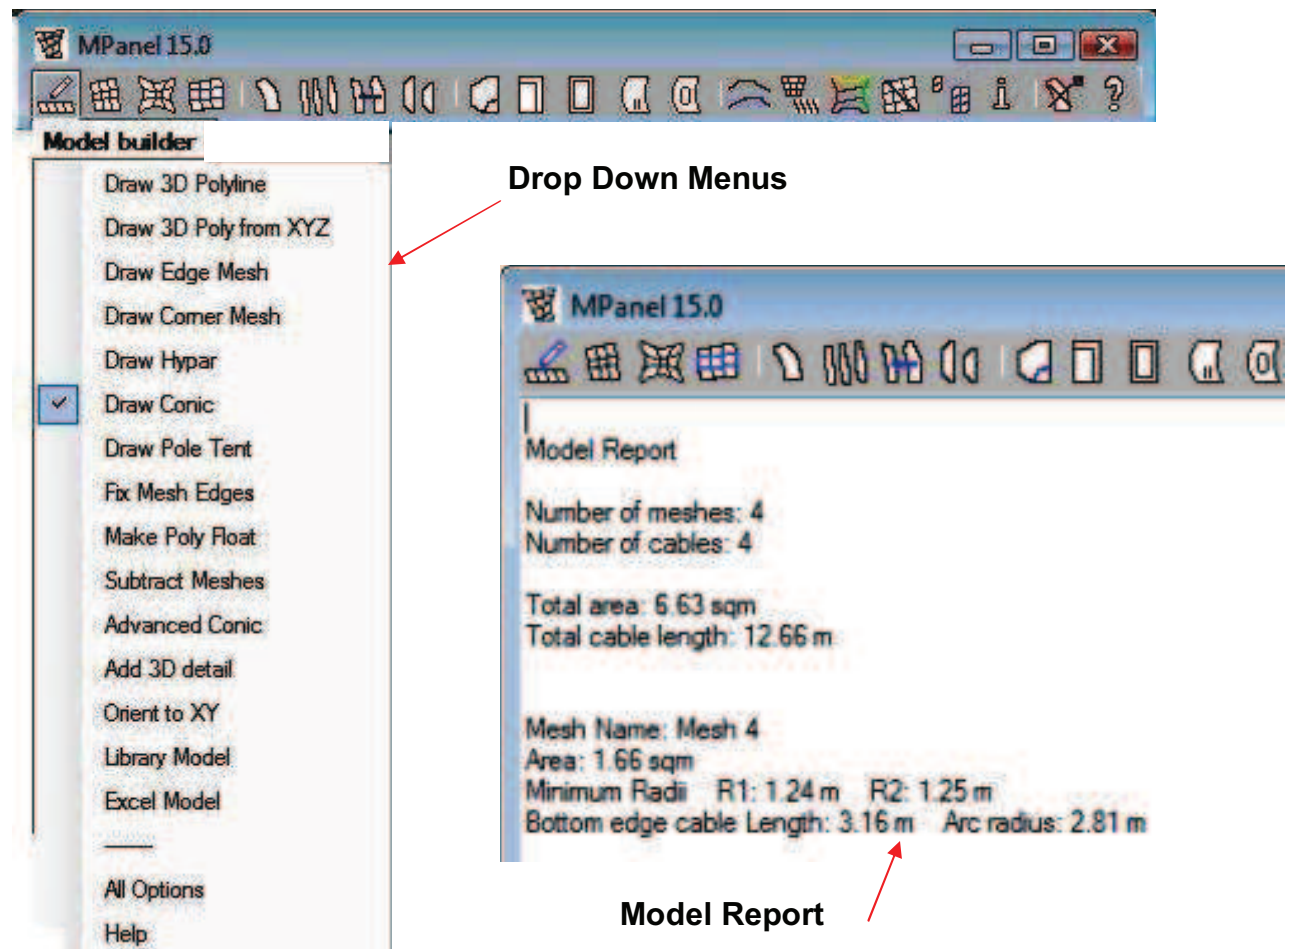 MPanel 15.0
Model builder
Draw 3D Polyline
Draw 3D Poly from XYZ
Draw Edge Mesh
Draw Corner Mesh
Draw Hypar
Draw Conic
Draw Pole Tent
Fix Mesh Edges
Make Poly Float
Subtract Meshes
Advanced Conic
Add 3D detail
Orient to XY
Library Model
Excel Model
All Options
Help
Drop Down Menus
MPanel 15.0
Model Report
Number of meshes: 4
Number of cables: 4
Total area: 6.63 sqm
Total cable length: 12.66 m
Mesh Name: Mesh 4
Area: 1.66 sqm
Minimum Radii R1: 1.24 m R2: 1.25 m
Bottom edge cable Length: 3.16 m Arc radius: 2.81 m
Model Report